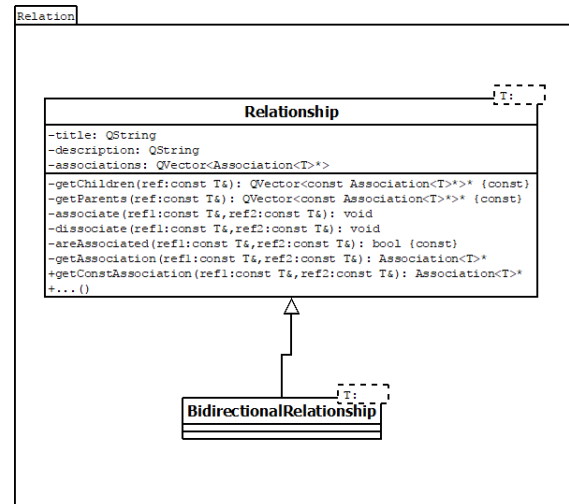 Relation
T:
Relationship
-title: QString
-description: QString
-associations: QVector<Association<T>*>
-getChildren(ref:const T&): QVector<const Association<T>*>* {const}
-getParents(ref:const T&): QVector<const Association<T>*>* {const}
-associate(ref1:const T&,ref2:const T&): void
-dissociate(ref1:const T&,ref2:const T&): void
-areAssociated(ref1:const T&,ref2:const T&): bool {const}
-getAssociation(ref1:const T&,ref2:const T&): Association<T>*
+getConstAssociation(ref1:const T&,ref2:const T&): Association<T>*
+...()
T:
BidirectionalRelationship